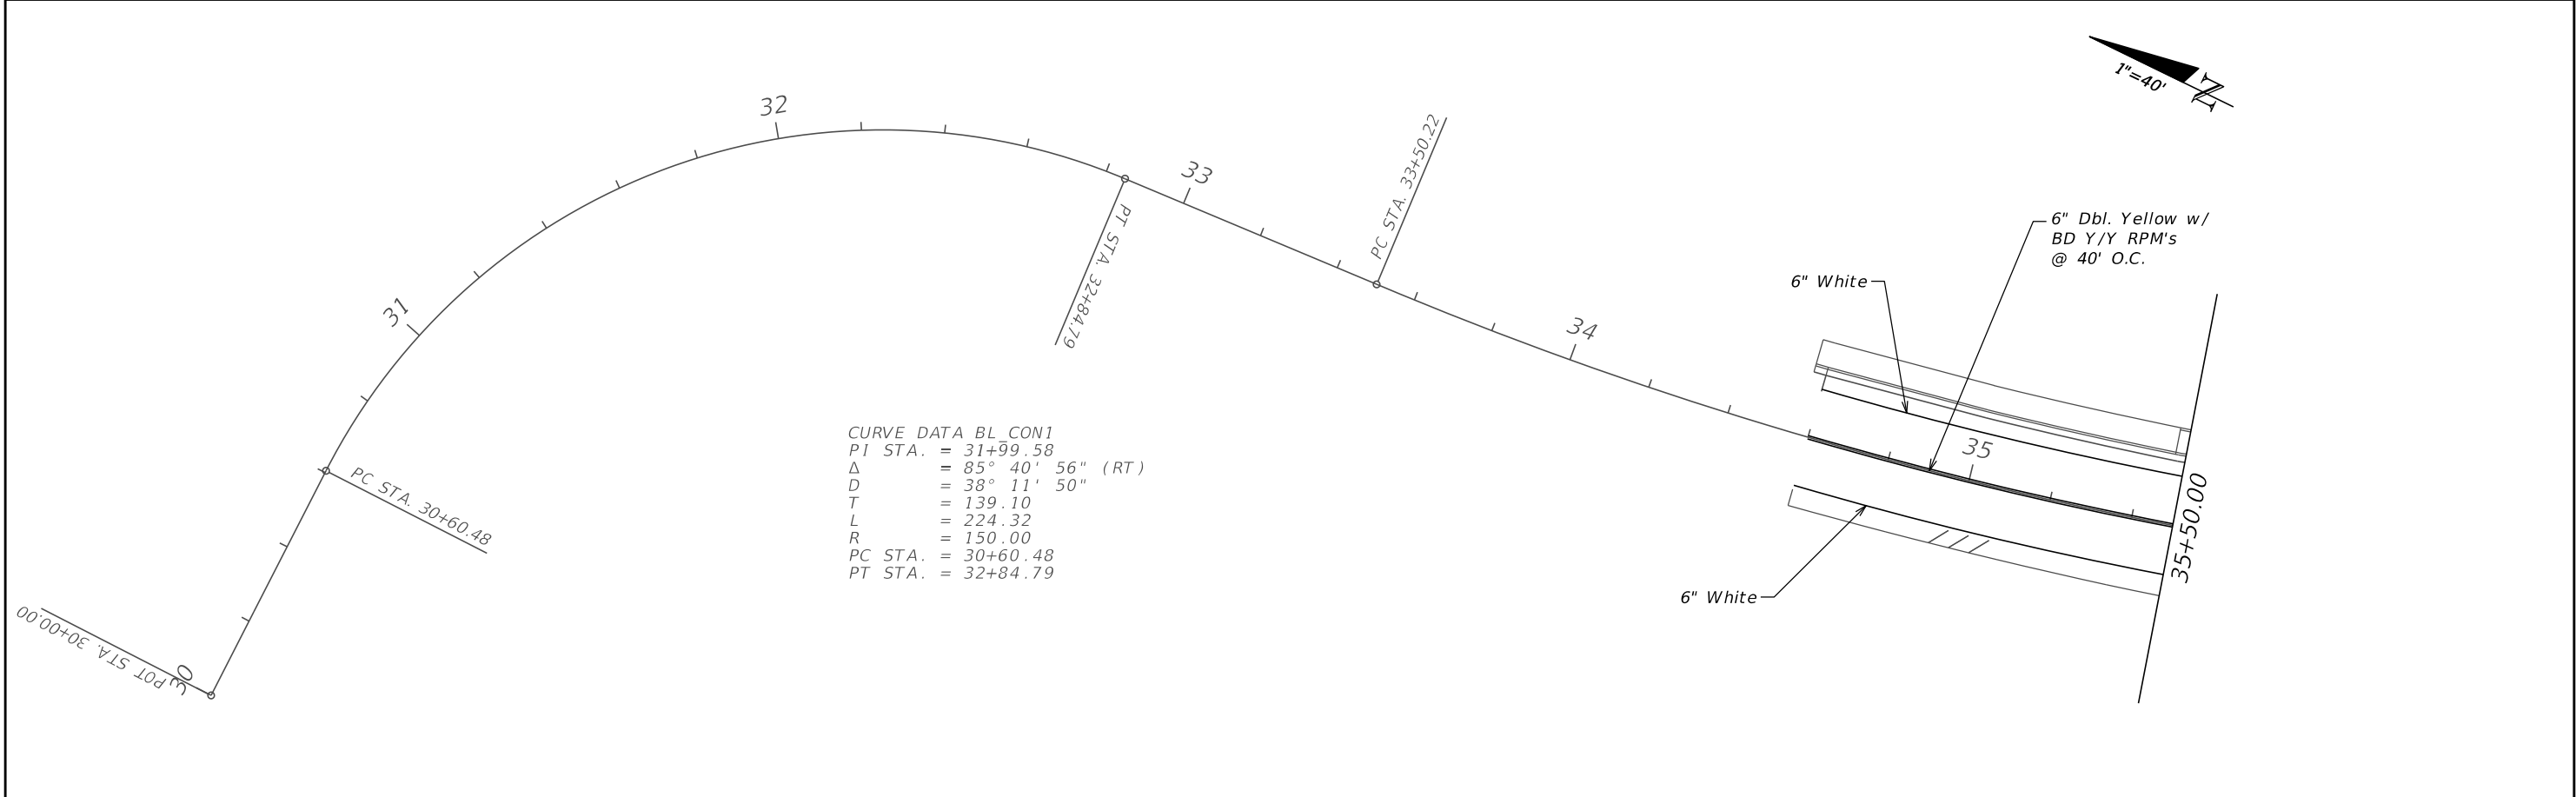 1"=40'
N
32
33
PC STA. 33+50.22
6" Dbl. Yellow w/
BD Y/Y RPM's
@ 40' O.C.
6" White
31
PT STA. 32+84.79
34
CURVE DATA BL_CON1
PI STA. = 31+99.58
Δ = 85° 40' 56" (RT)
D = 38° 11' 50"
T = 139.10
L = 224.32
R = 150.00
PC STA. = 30+60.48
PT STA. = 32+84.79
35
PC STA. 30+60.48
35+50.00
6" White
POT STA. 30+00.00
30